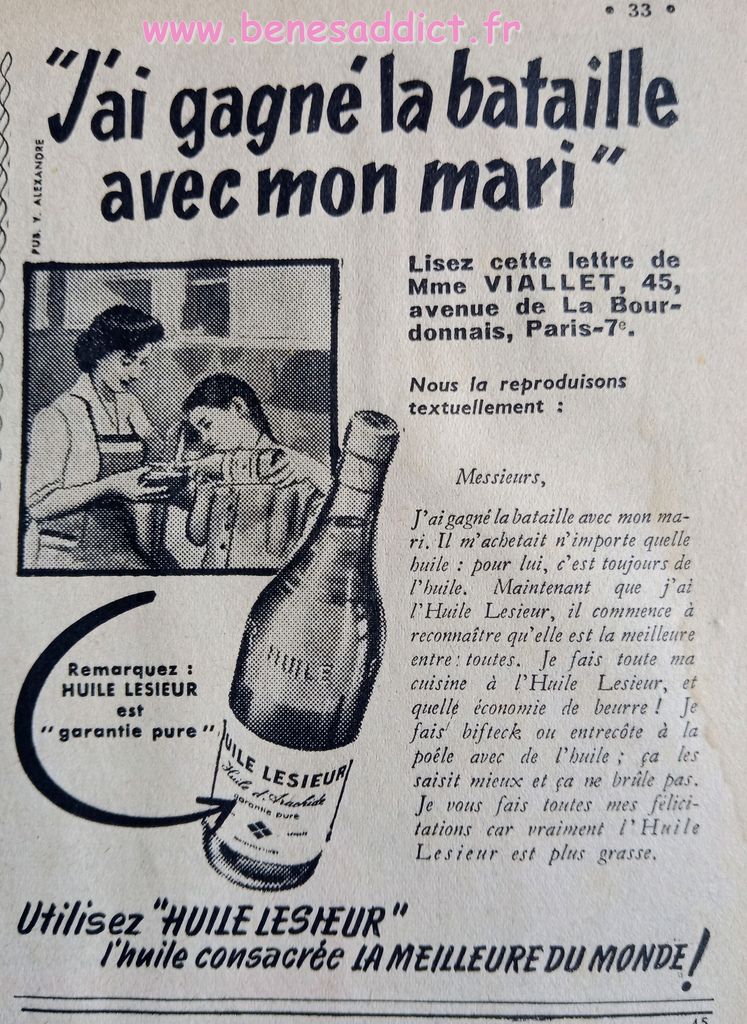 www.benesaddict.fr
• 33 •
"J'ai gagné la bataille
avec mon mari"
PUB. Y. ALEXANDRE
Lisez cette lettre de
Mme VIALLET, 45,
avenue de La Bour-
donnais, Paris-7e.
Nous la reproduisons
textuellement :
Messieurs,
J'ai gagné la bataille avec mon ma-
ri. Il m'achetait n'importe quelle
huile : pour lui, c'est toujours de
l'huile. Maintenant que j'ai
l'Huile Lesieur, il commence à
reconnaître qu'elle est la meilleure
entre toutes. Je fais toute ma
cuisine à l'Huile Lesieur, et
quelle économie de beurre ! Je
fais bifteck ou entrecôte à la
poêle avec de l'huile ; ça les
saisit mieux et ça ne brûle pas.
Je vous fais toutes mes félici-
tations car vraiment l'Huile
Lesieur est plus grasse.
Remarquez :
HUILE LESIEUR
est
"garantie pure"
HUILE
HUILE LESIEUR
Huile d'Arachide
garantie pure
Utilisez "HUILE LESIEUR"
l'huile consacrée LA MEILLEURE DU MONDE !